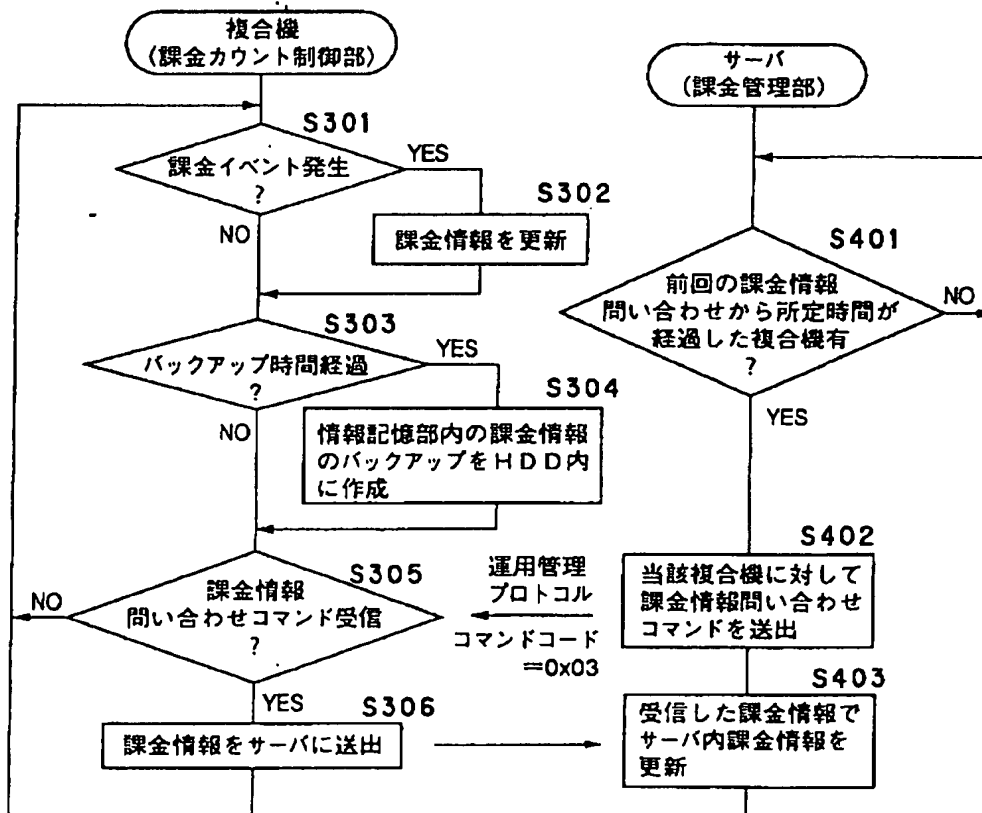 複合機
(課金カウント制御部)
S301
課金イベント発生
?
YES
NO
S302
課金情報を更新
S303
バックアップ時間経過
?
YES
NO
S304
情報記憶部内の課金情報
のバックアップをHDD内
に作成
S305
課金情報
問い合わせコマンド受信
?
NO
YES
S306
課金情報をサーバに送出
運用管理
プロトコル
コマンドコード
=0x03
サーバ
(課金管理部)
S401
前回の課金情報
問い合わせから所定時間が
経過した複合機有
?
NO
YES
S402
当該複合機に対して
課金情報問い合わせ
コマンドを送出
S403
受信した課金情報で
サーバ内課金情報を
更新